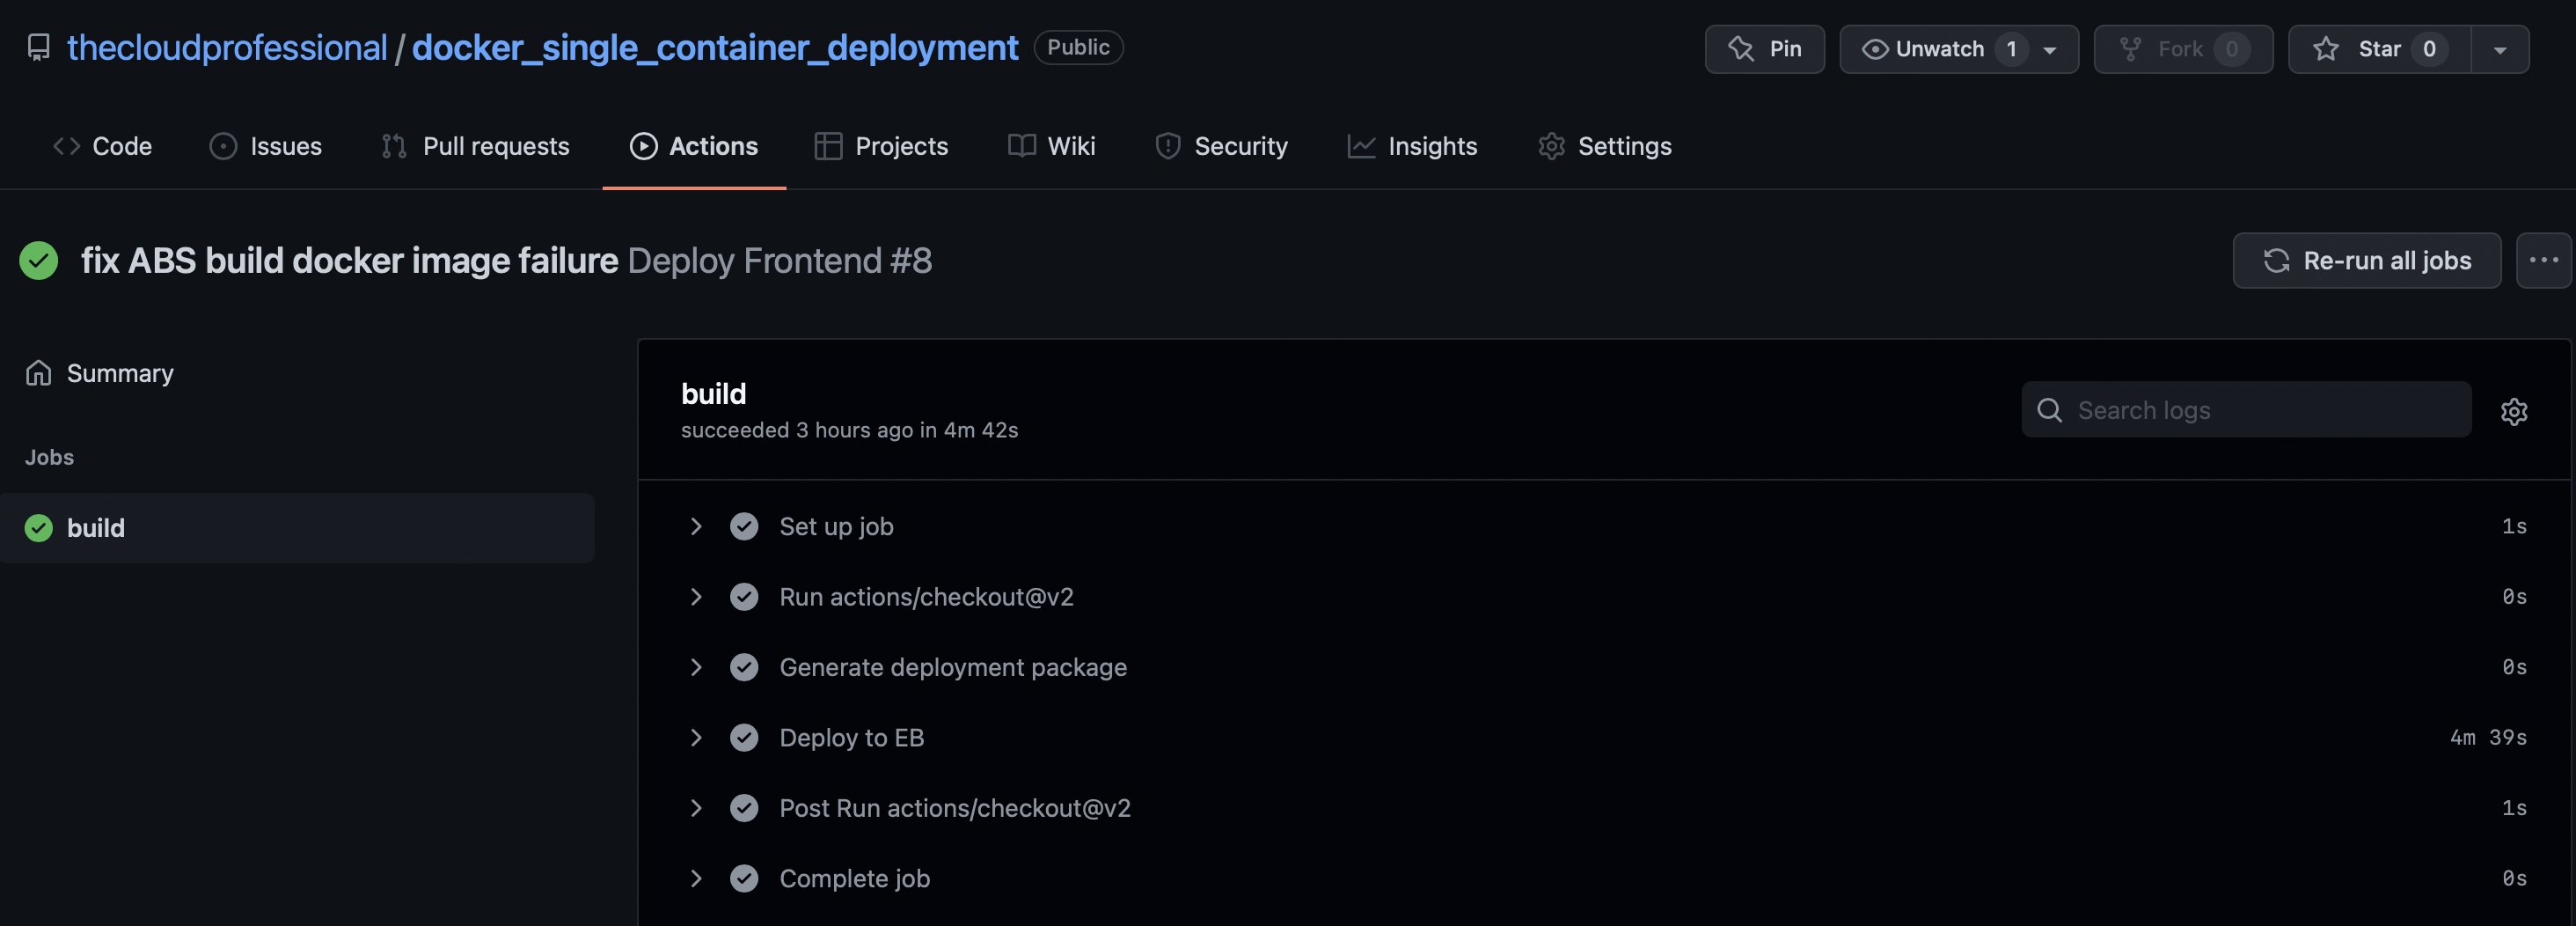 thecloudprofessional / docker_single_container_deployment Public Pin Unwatch 1 Fork 0 Star 0
Code Issues Pull requests Actions Projects Wiki Security Insights Settings
fix ABS build docker image failure Deploy Frontend #8 Re-run all jobs
Summary
Jobs
build
build
succeeded 3 hours ago in 4m 42s
Search logs
Set up job 1s
Run actions/checkout@v2 0s
Generate deployment package 0s
Deploy to EB 4m 39s
Post Run actions/checkout@v2 1s
Complete job 0s